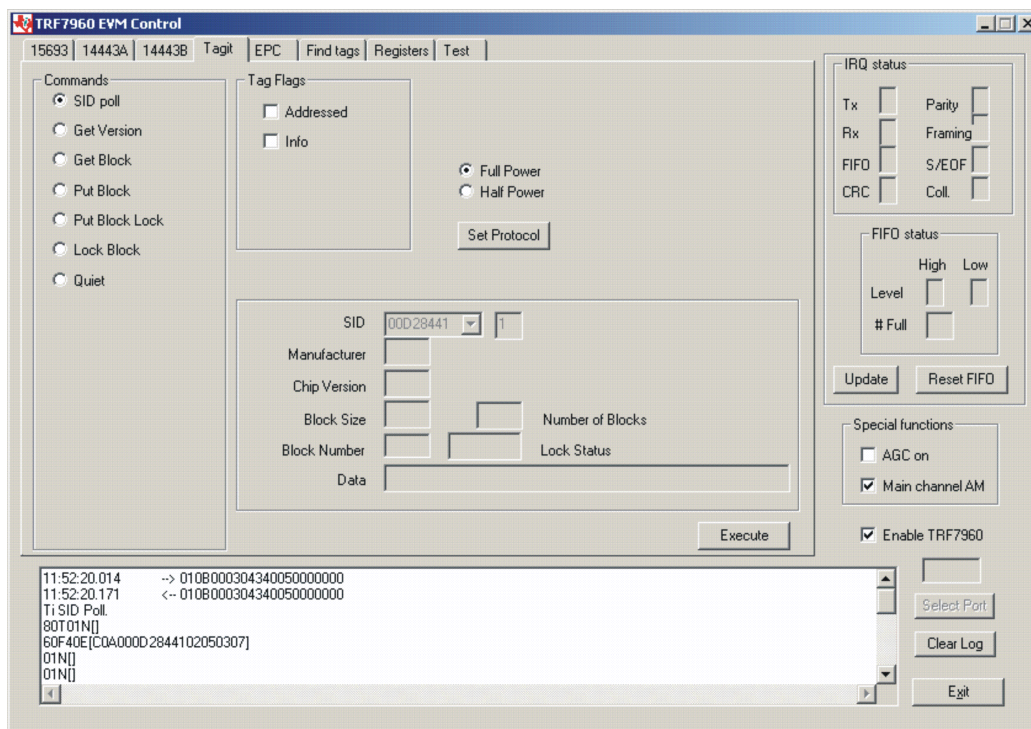 TRF7960 EVM Control
15693 14443A 14443B Tagit EPC Find tags Registers Test
Commands
SID poll
Get Version
Get Block
Put Block
Put Block Lock
Lock Block
Quiet
Tag Flags
Addressed
Info
Full Power
Half Power
Set Protocol
SID 00D28441 1
Manufacturer
Chip Version
Block Size Number of Blocks
Block Number Lock Status
Data
Execute
IRQ status
Tx Parity
Rx Framing
FIFO S/EOF
CRC Coll.
FIFO status
High Low
Level
# Full
Update Reset FIFO
Special functions
AGC on
Main channel AM
Enable TRF7960
Select Port
Clear Log
Exit
11:52:20.014 --> 010B000304340050000000
11:52:20.171 <-- 010B000304340050000000
Ti SID Poll.
80T01N[]
60F40E[C0A000D2844102050307]
01N[]
01N[]